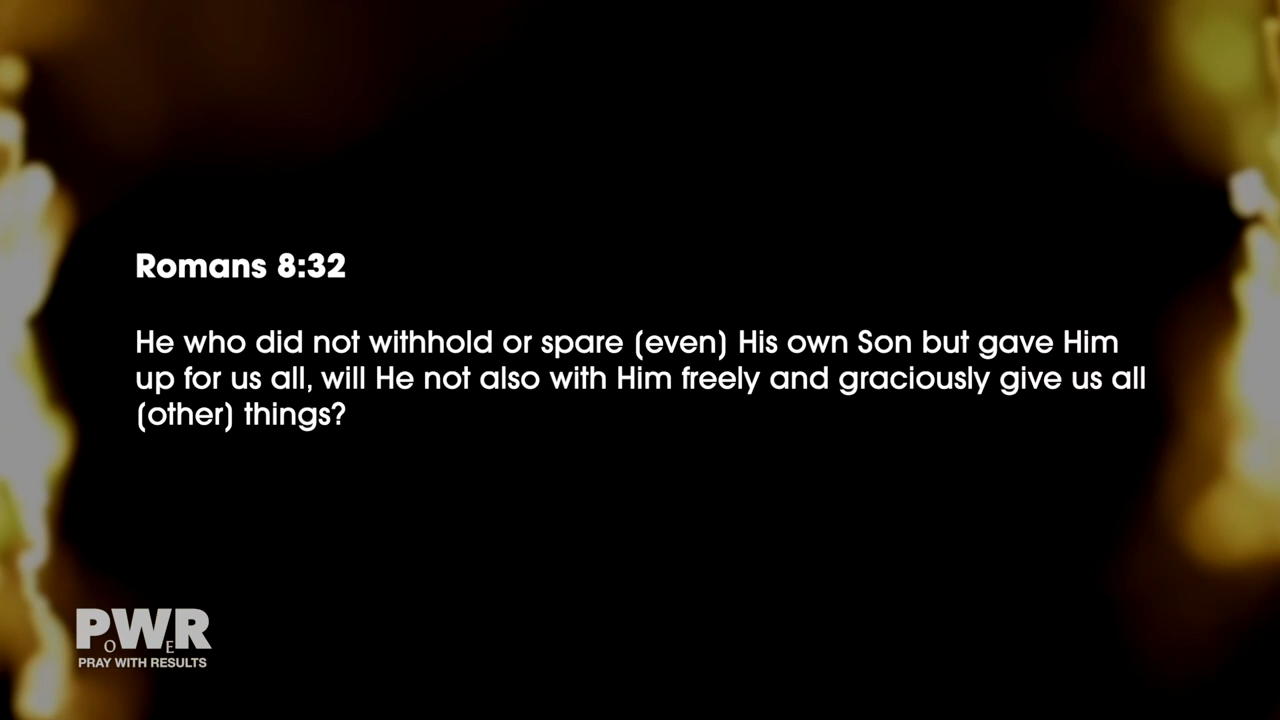 Romans 8:32
He who did not withhold or spare (even) His own Son but gave Him
up for us all, will He not also with Him freely and graciously give us all
(other) things?
POWER
PRAY WITH RESULTS